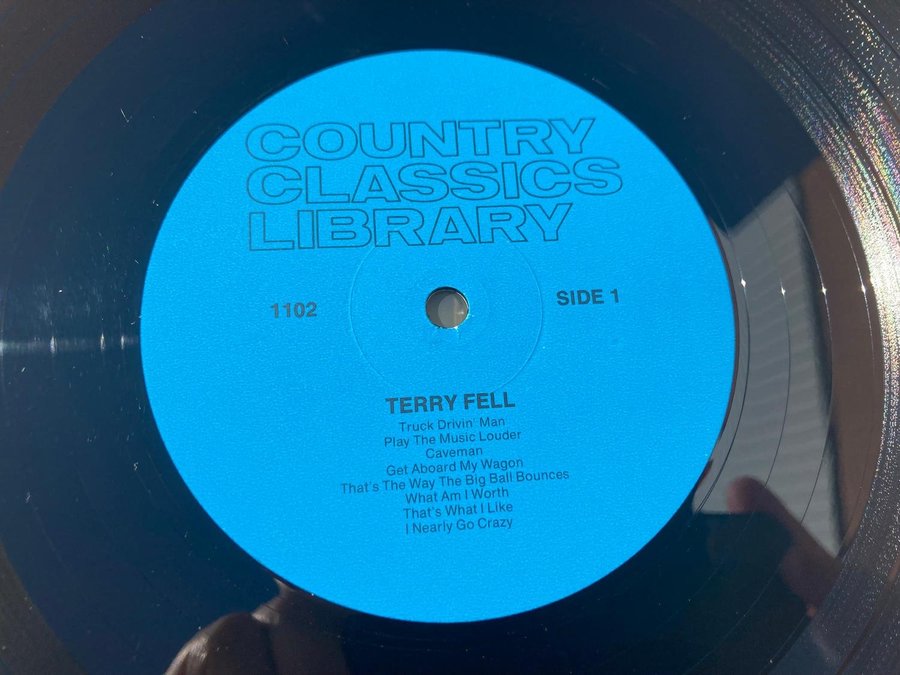 COUNTRY
CLASSICS
LIBRARY
1102 SIDE 1
TERRY FELL
Truck Drivin' Man
Play The Music Louder
Caveman
Get Aboard My Wagon
That's The Way The Big Ball Bounces
What Am I Worth
That's What I Like
I Nearly Go Crazy